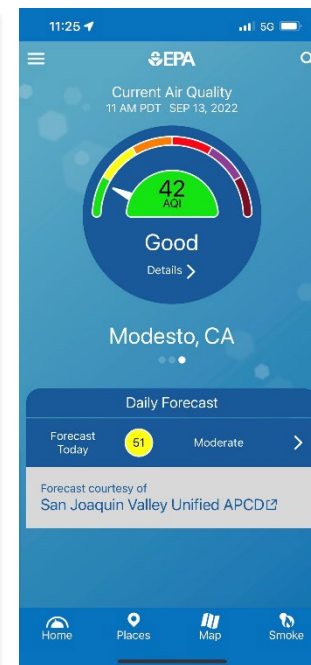 11:25
5G
EPA
Current Air Quality
11 AM PDT SEP 13, 2022
42
AQI
Good
Details
Modesto, CA
Daily Forecast
Forecast
Today
51
Moderate
Forecast courtesy of
San Joaquin Valley Unified APCD
Home
Places
Map
Smoke